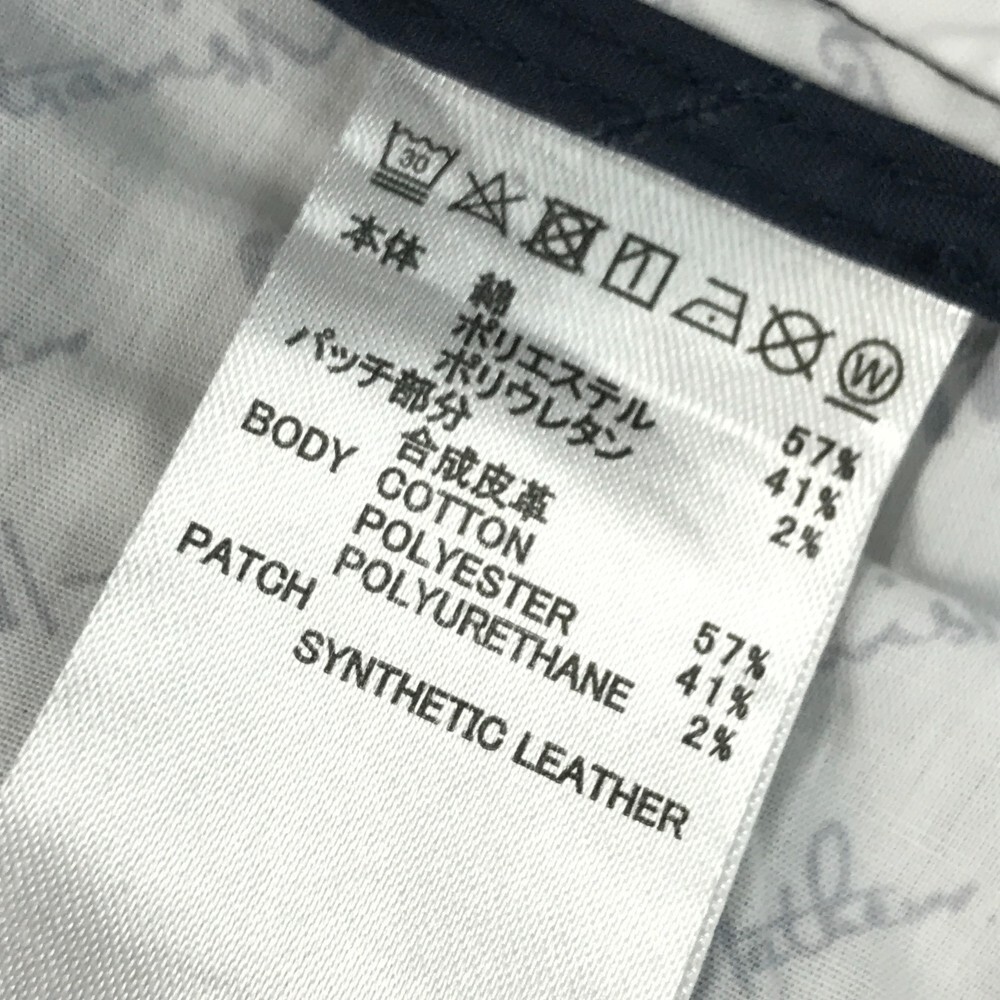 30
W
本体
綿 57%
ポリエステル 41%
ポリウレタン 2%
パッチ部分
合成皮革
BODY
COTTON 57%
POLYESTER 41%
POLYURETHANE 2%
PATCH
SYNTHETIC LEATHER